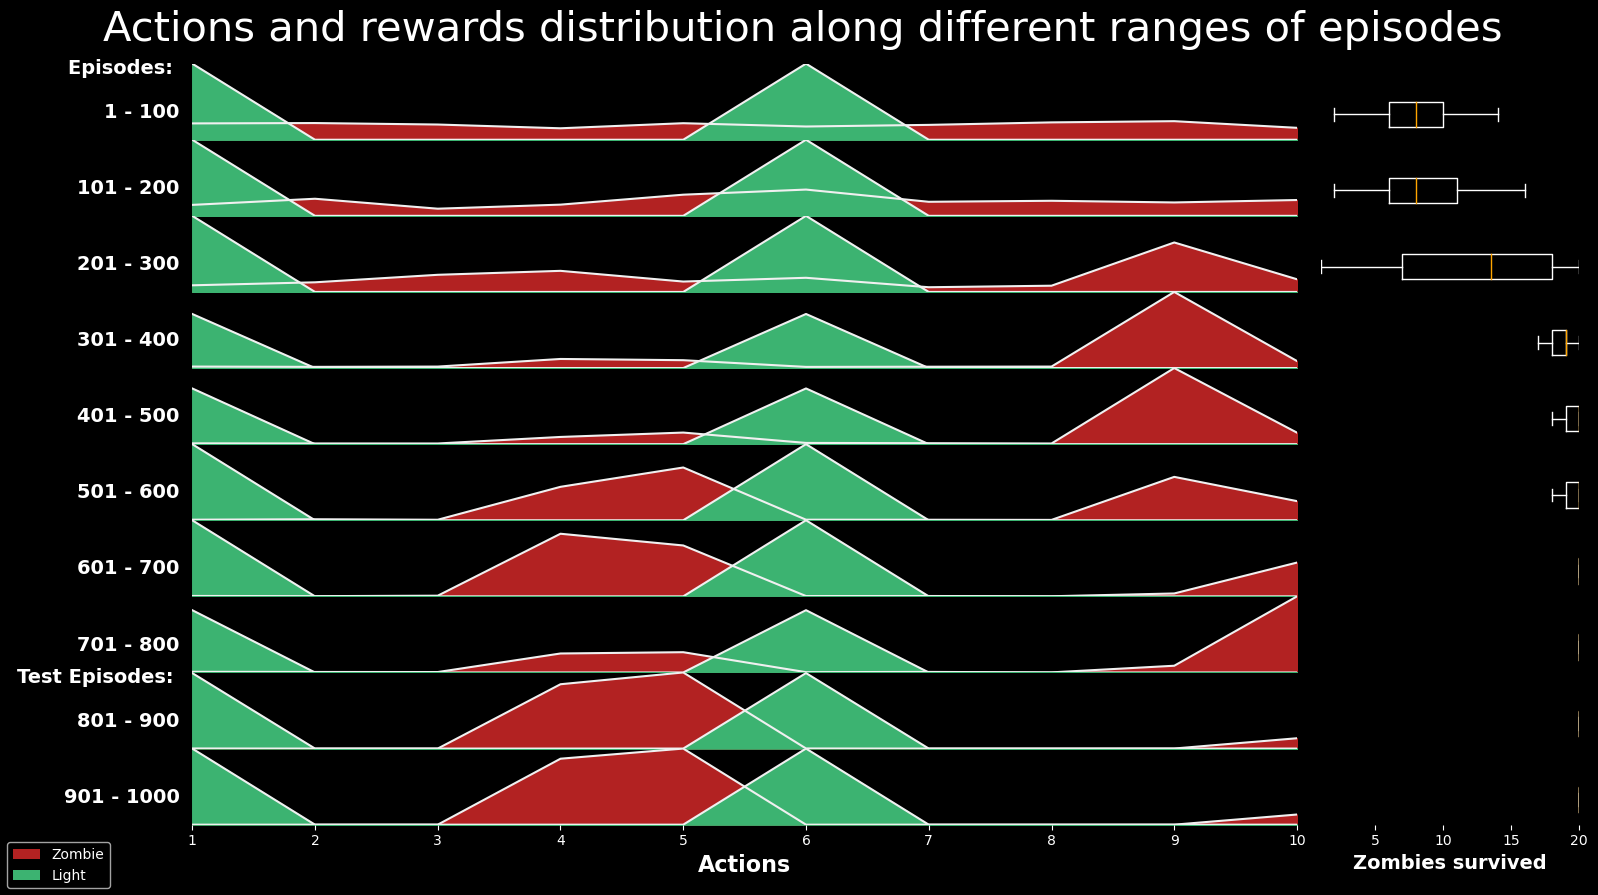 Actions and rewards distribution along different ranges of episodes
Episodes:
1 - 100
101 - 200
201 - 300
301 - 400
401 - 500
501 - 600
601 - 700
701 - 800
Test Episodes:
801 - 900
901 - 1000
1 2 3 4 5 6 7 8 9 10
5 10 15 20
Actions
Zombies survived
Zombie
Light